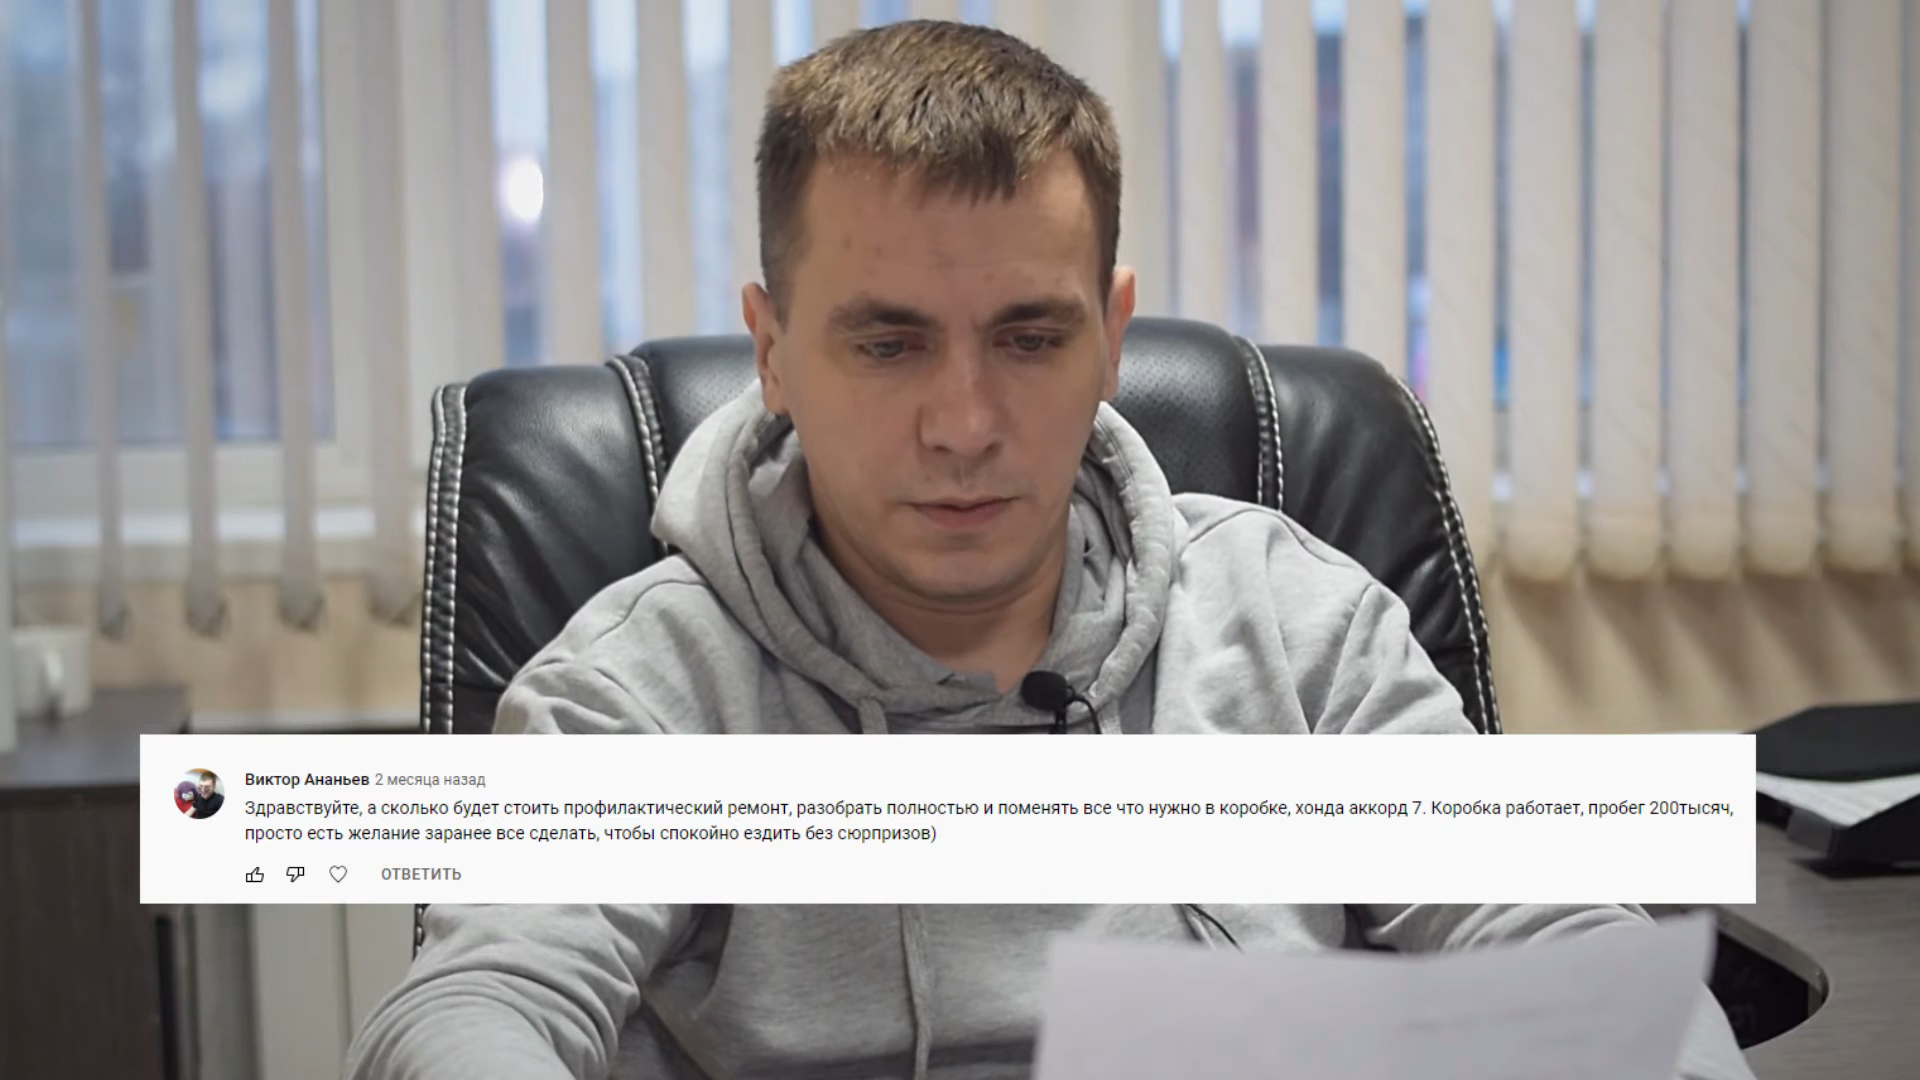 Виктор Ананьев 2 месяца назад
Здравствуйте, а сколько будет стоить профилактический ремонт, разобрать полностью и поменять все что нужно в коробке, хонда аккорд 7. Коробка работает, пробег 200тысяч,
просто есть желание заранее все сделать, чтобы спокойно ездить без сюрпризов)
ОТВЕТИТЬ